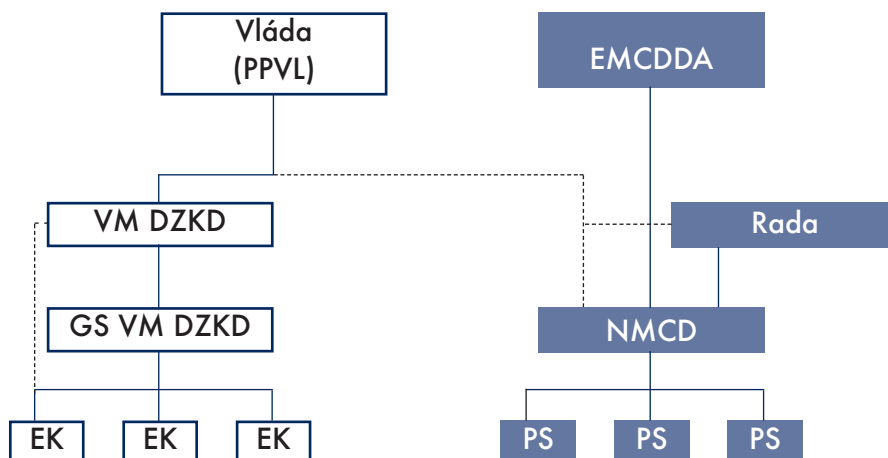 Vláda
(PPVL)
EMCDDA
VM DZKD
Rada
GS VM DZKD
NMCD
EK
EK
EK
PS
PS
PS